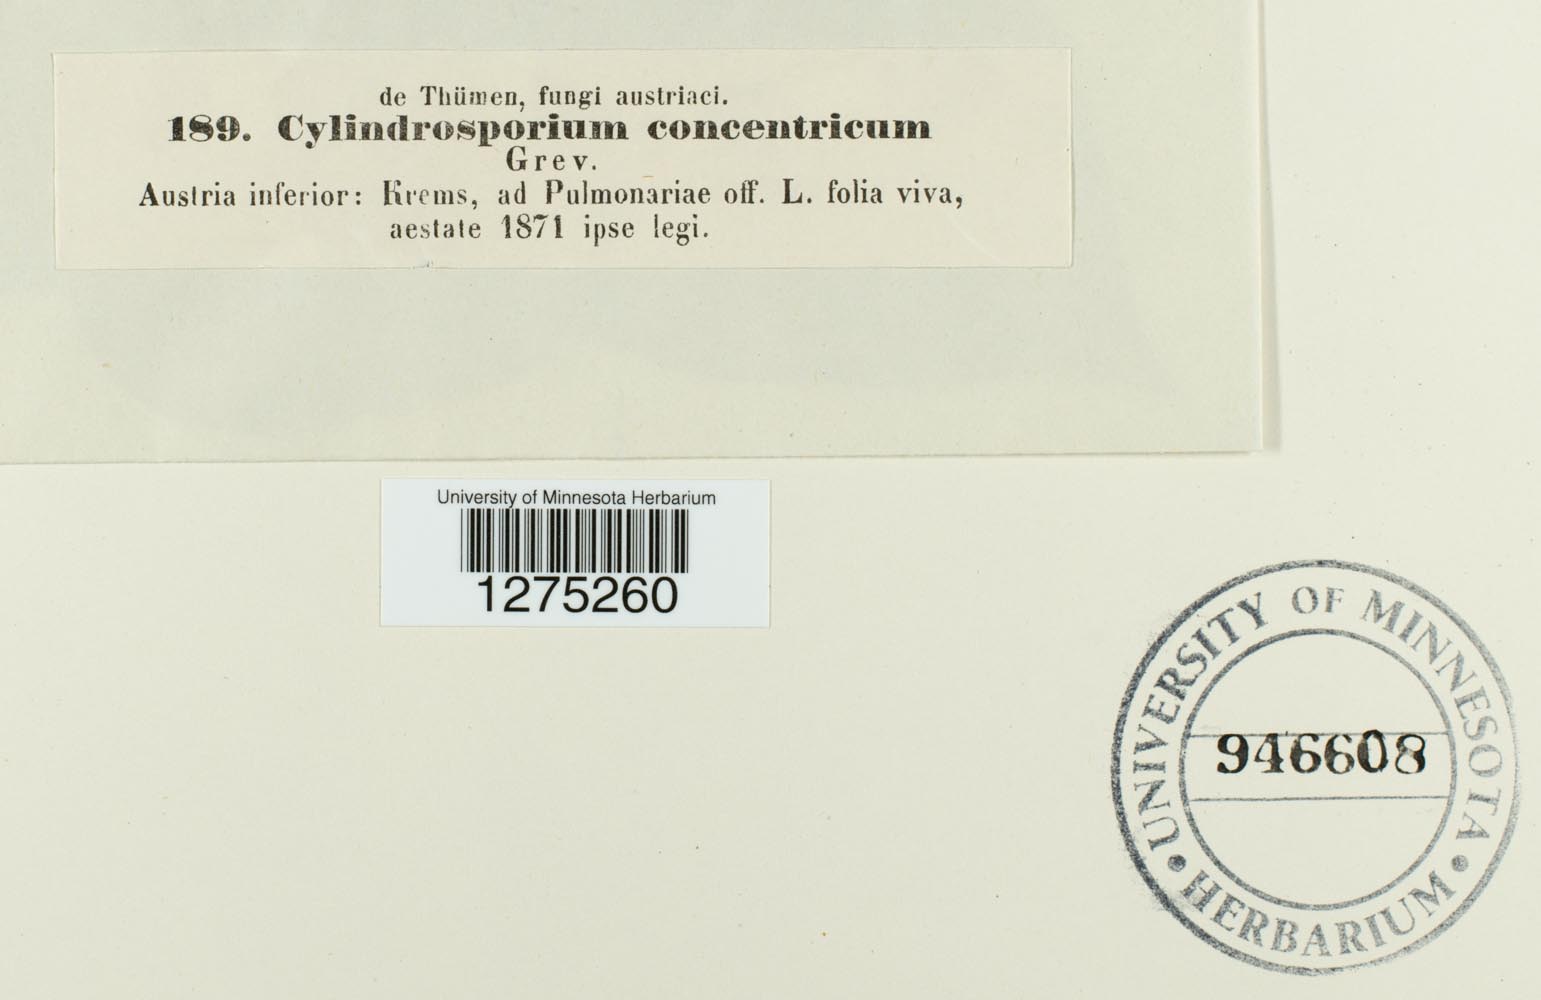 de Thümen, fungi austriaci.
189. Cylindrosporium concentricum
Grev.
Austria inferior: Krems, ad Pulmonariae off. L. folia viva,
aestate 1871 ipse legi.
University of Minnesota Herbarium
1275260
UNIVERSITY OF MINNESOTA
946608
• HERBARIUM •